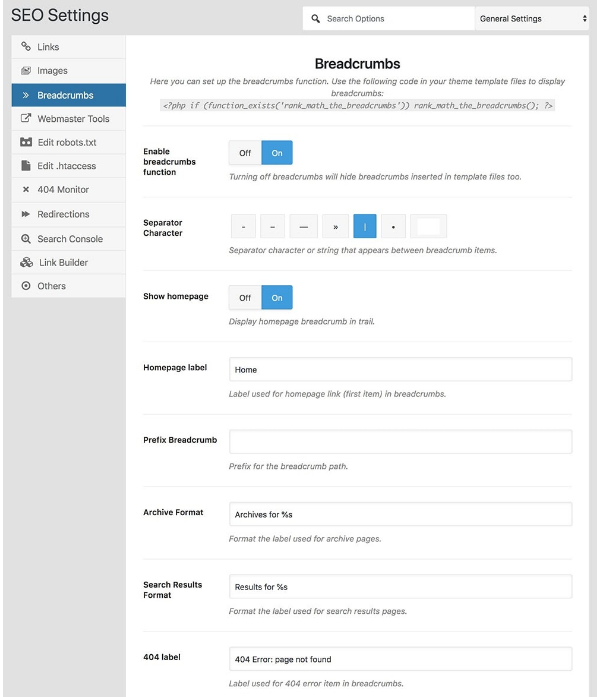 SEO Settings
Search Options
General Settings
Links
Images
Breadcrumbs
Webmaster Tools
Edit robots.txt
Edit .htaccess
404 Monitor
Redirections
Search Console
Link Builder
Others
Breadcrumbs
Here you can set up the breadcrumbs function. Use the following code in your theme template files to display
breadcrumbs:
<?php if (function_exists('rank_math_the_breadcrumbs')) rank_math_the_breadcrumbs(); ?>
Enable
breadcrumbs
function
Off On
Turning off breadcrumbs will hide breadcrumbs inserted in template files too.
Separator
Character
- – — » | •
Separator character or string that appears between breadcrumb items.
Show homepage
Off On
Display homepage breadcrumb in trail.
Homepage label
Home
Label used for homepage link (first item) in breadcrumbs.
Prefix Breadcrumb
Prefix for the breadcrumb path.
Archive Format
Archives for %s
Format the label used for archive pages.
Search Results
Format
Results for %s
Format the label used for search results pages.
404 label
404 Error: page not found
Label used for 404 error item in breadcrumbs.